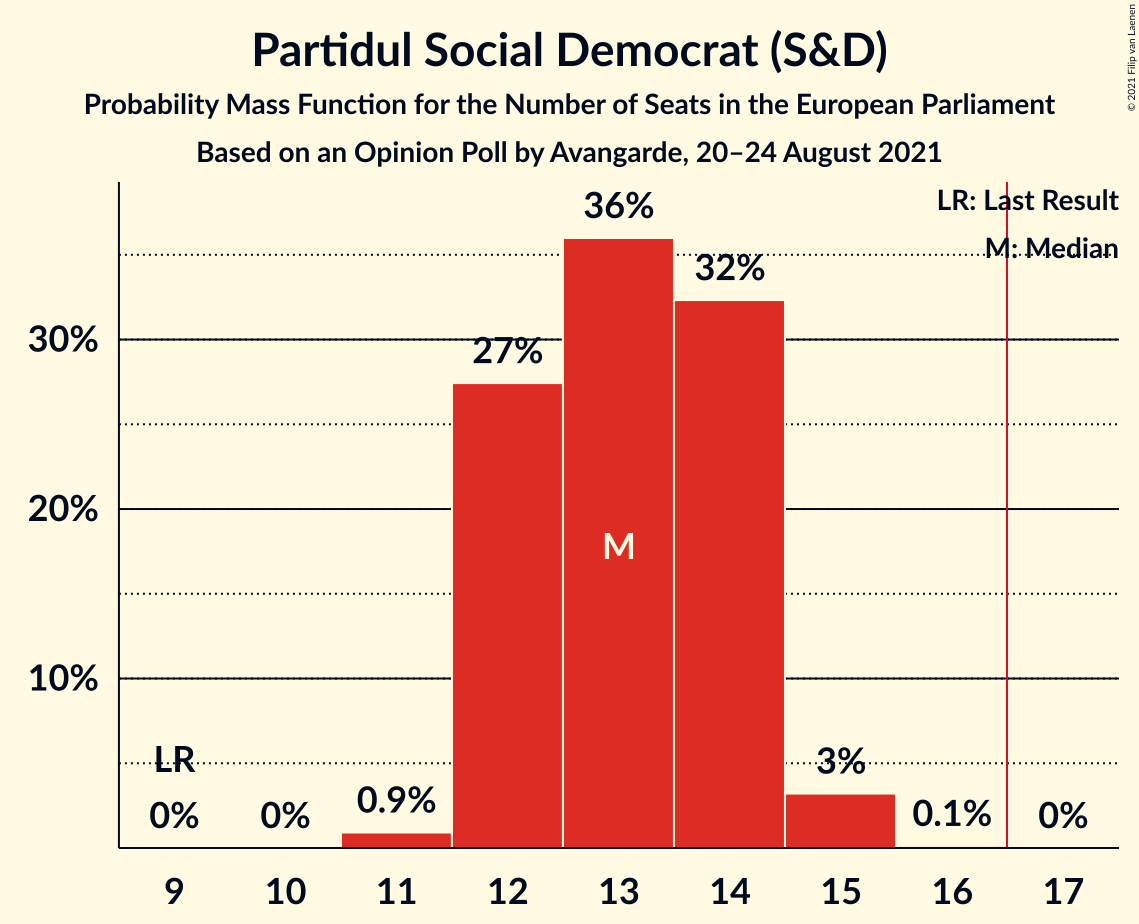 Partidul Social Democrat (S&D)
Probability Mass Function for the Number of Seats in the European Parliament
Based on an Opinion Poll by Avangarde, 20–24 August 2021
© 2021 Filip van Laenen
LR: Last Result
M: Median
30%
20%
10%
LR
0%
0%
0.9%
27%
36%
M
32%
3%
0.1%
0%
9 10 11 12 13 14 15 16 17